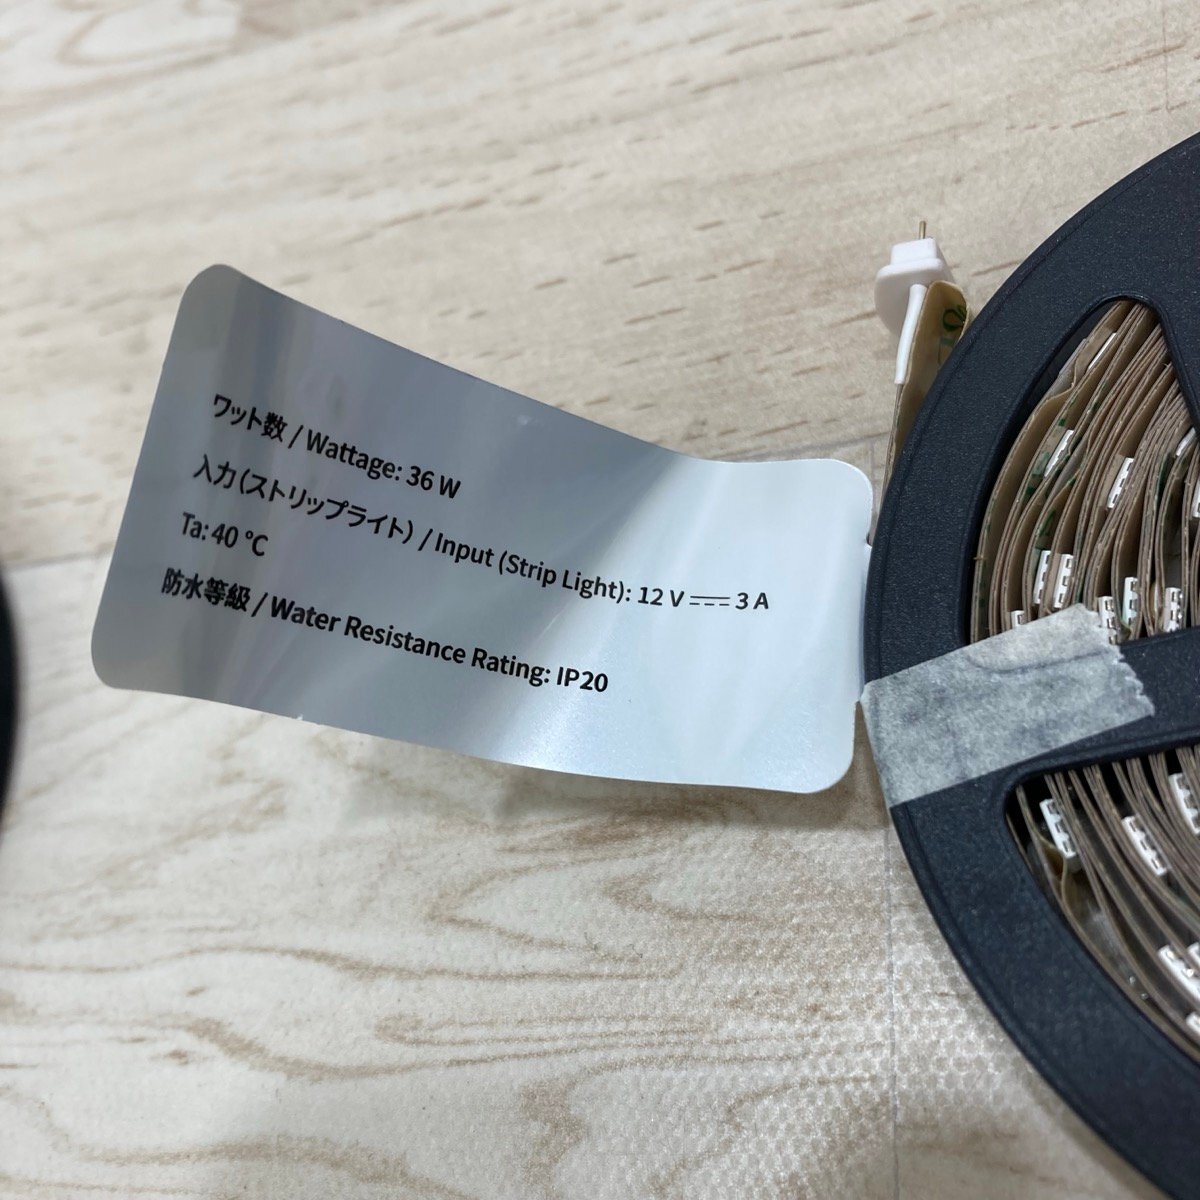 ワット数 / Wattage: 36 W
入力(ストリップライト) / Input (Strip Light): 12 V ⎓ 3 A
Ta: 40 °C
防水等級 / Water Resistance Rating: IP20